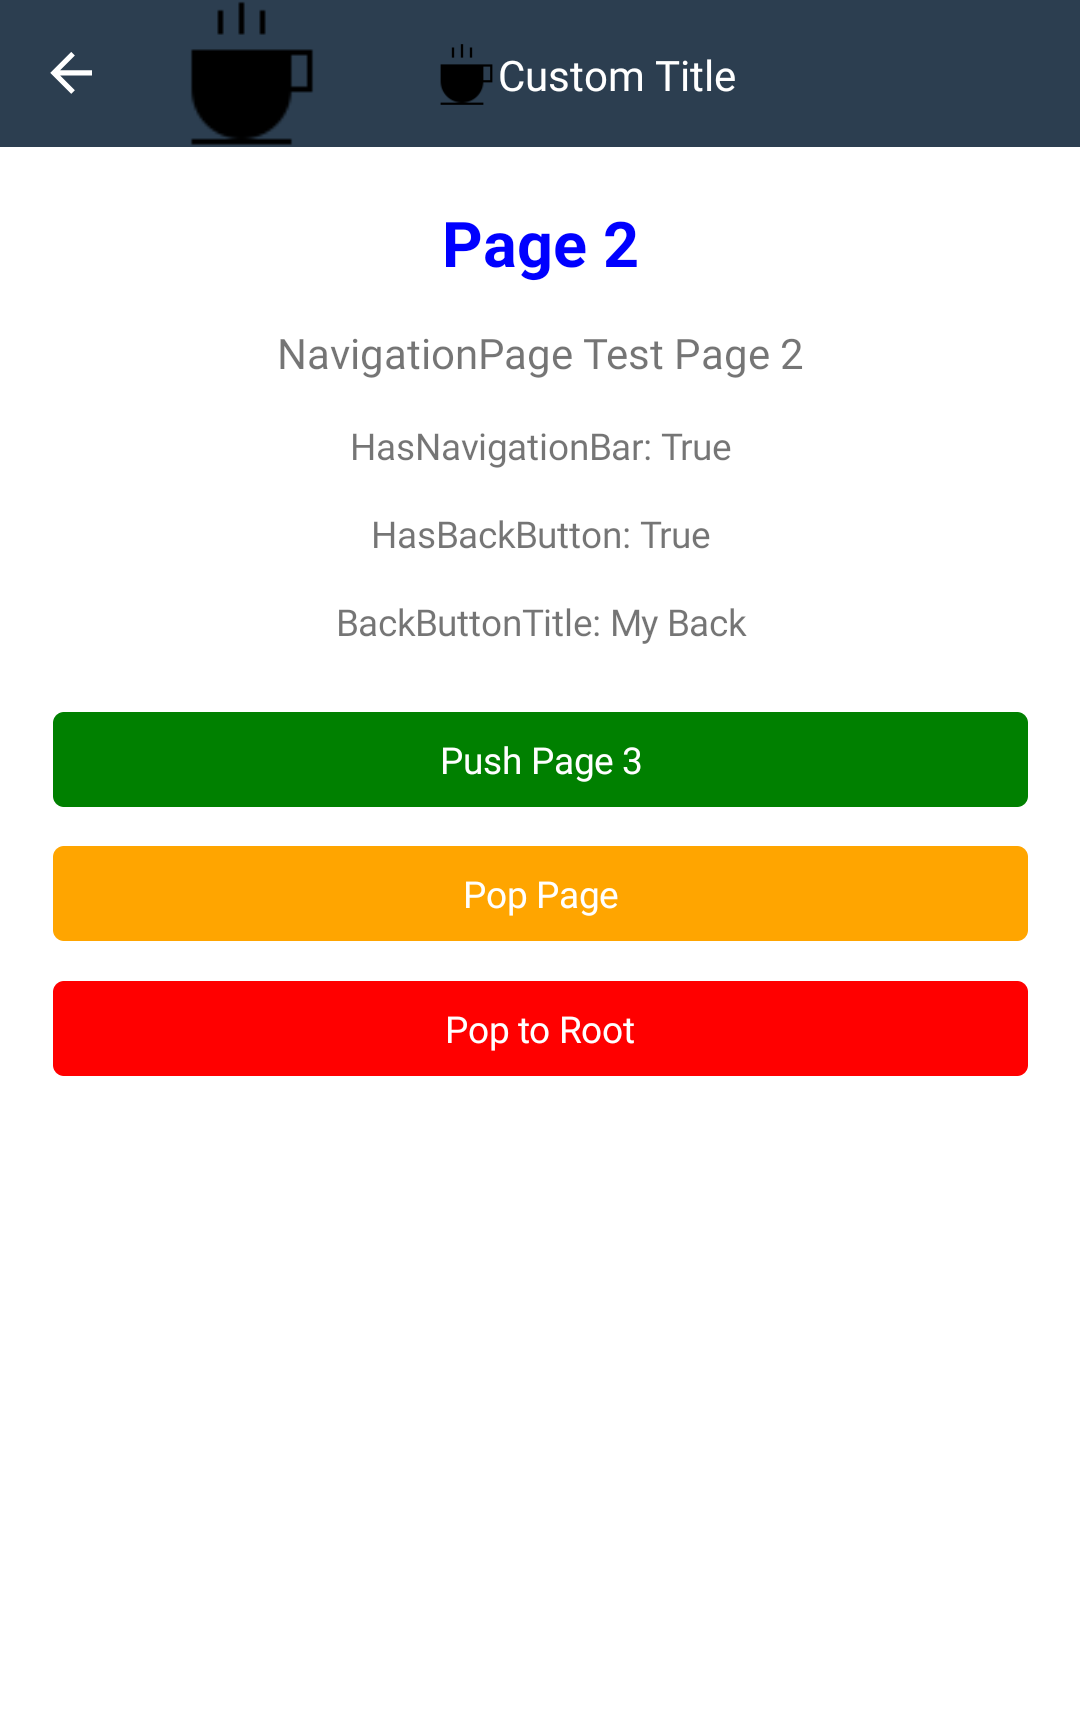 Custom Title
Page 2
NavigationPage Test Page 2
HasNavigationBar: True
HasBackButton: True
BackButtonTitle: My Back
Push Page 3
Pop Page
Pop to Root